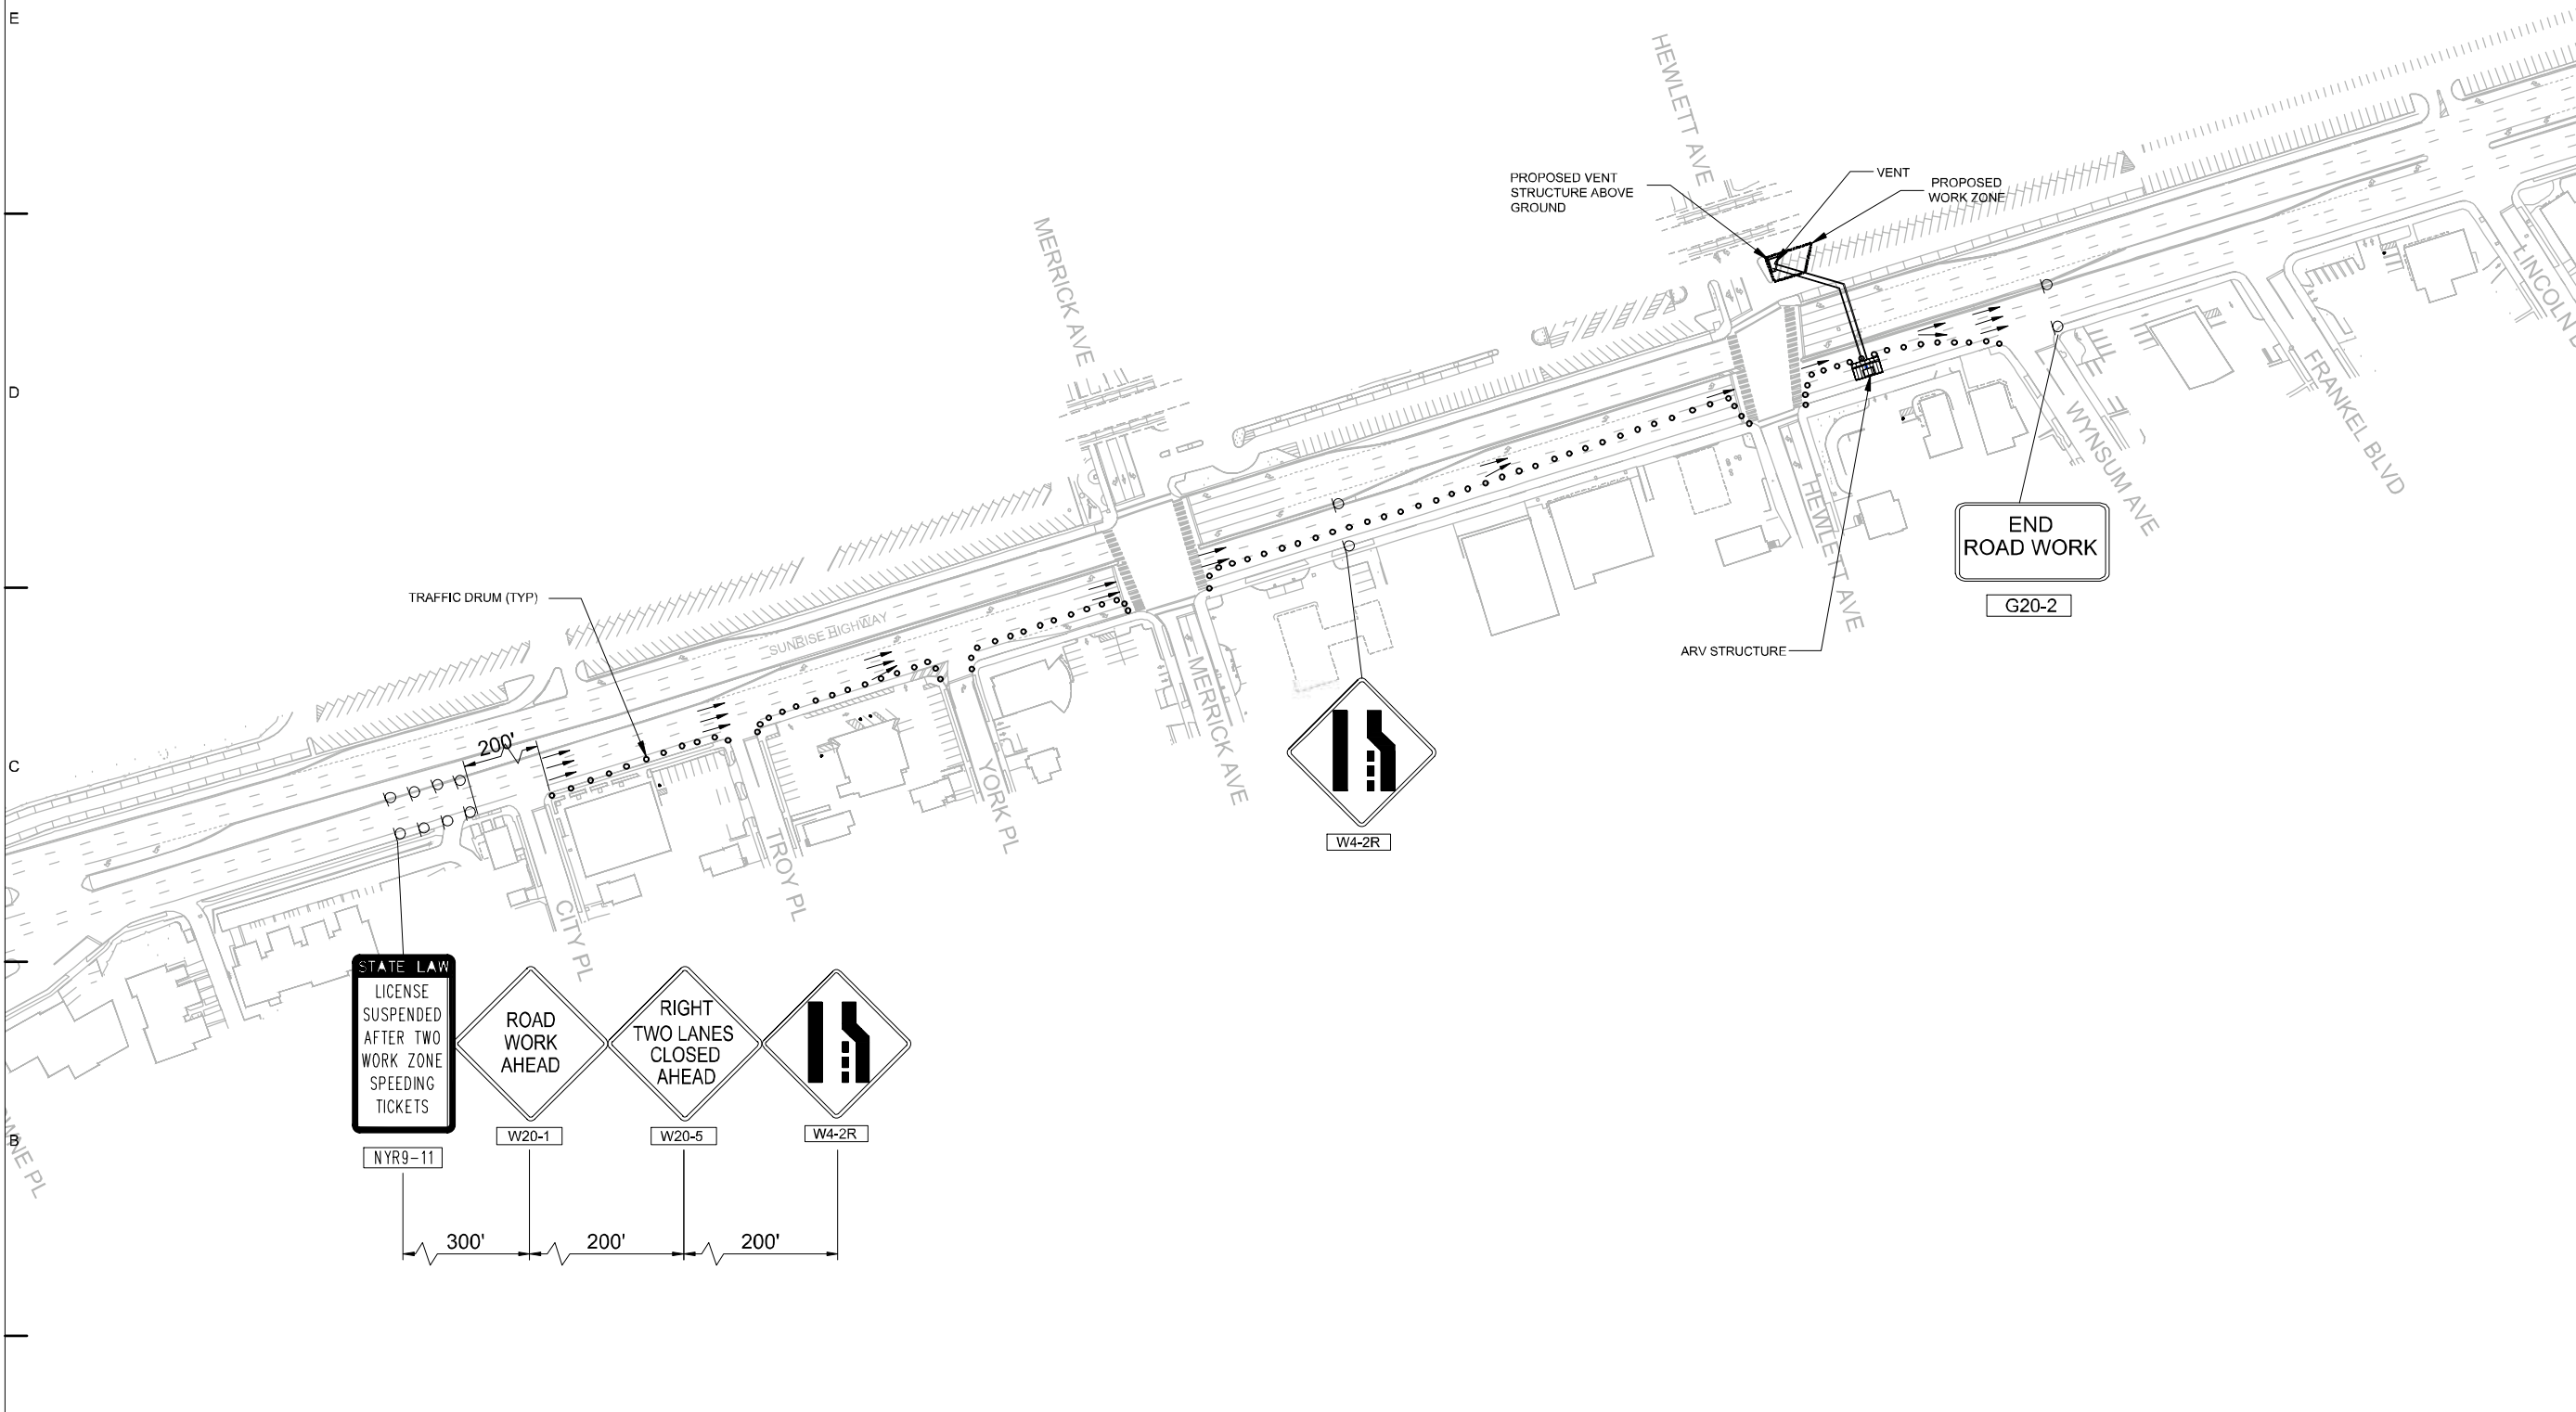 E
HEWLETT AVE
PROPOSED VENT
STRUCTURE ABOVE
GROUND
VENT
PROPOSED
WORK ZONE
MERRICK AVE
D
FRANKEL BLVD
WYNSUM AVE
HEWLETT AVE
END
ROAD WORK
G20-2
ARV STRUCTURE
TRAFFIC DRUM (TYP)
SUNRISE HIGHWAY
MERRICK AVE
W4-2R
200'
C
YORK PL
TROY PL
CITY PL
STATE LAW
LICENSE
SUSPENDED
AFTER TWO
WORK ZONE
SPEEDING
TICKETS
NYR9-11
ROAD
WORK
AHEAD
W20-1
RIGHT
TWO LANES
CLOSED
AHEAD
W20-5
W4-2R
B
PL
300'
200'
200'
LINCOLN